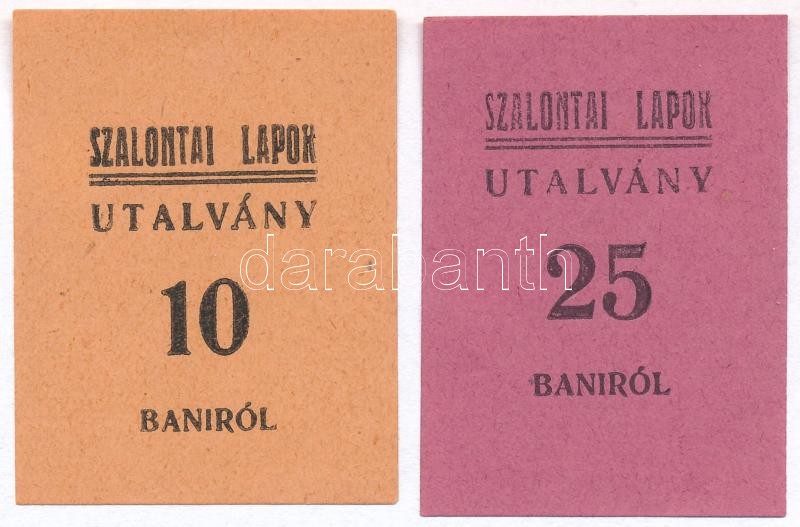 SZALONTAI LAPOK
UTALVÁNY
10
BANIRÓL
SZALONTAI LAPOK
UTALVÁNY
25
BANIRÓL
darabanth